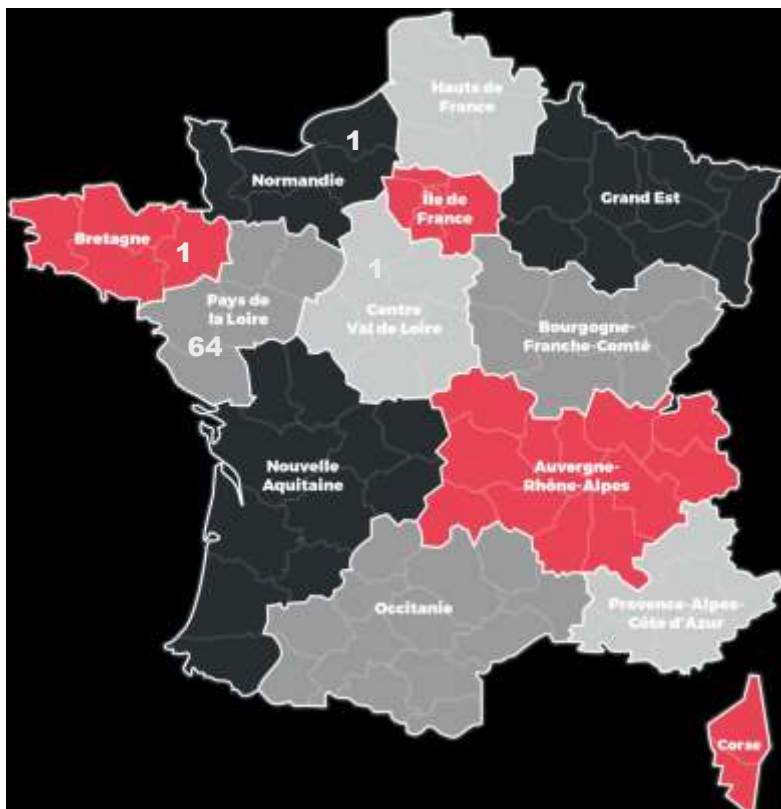 Hauts de
France
1
Normandie
Île de
France
Grand Est
Bretagne
1
1
Pays de
la Loire
64
Centre
Val de Loire
Bourgogne-
Franche-Comté
Nouvelle
Aquitaine
Auvergne-
Rhône-Alpes
Occitanie
Provence-Alpes-
Côte d'Azur
Corse